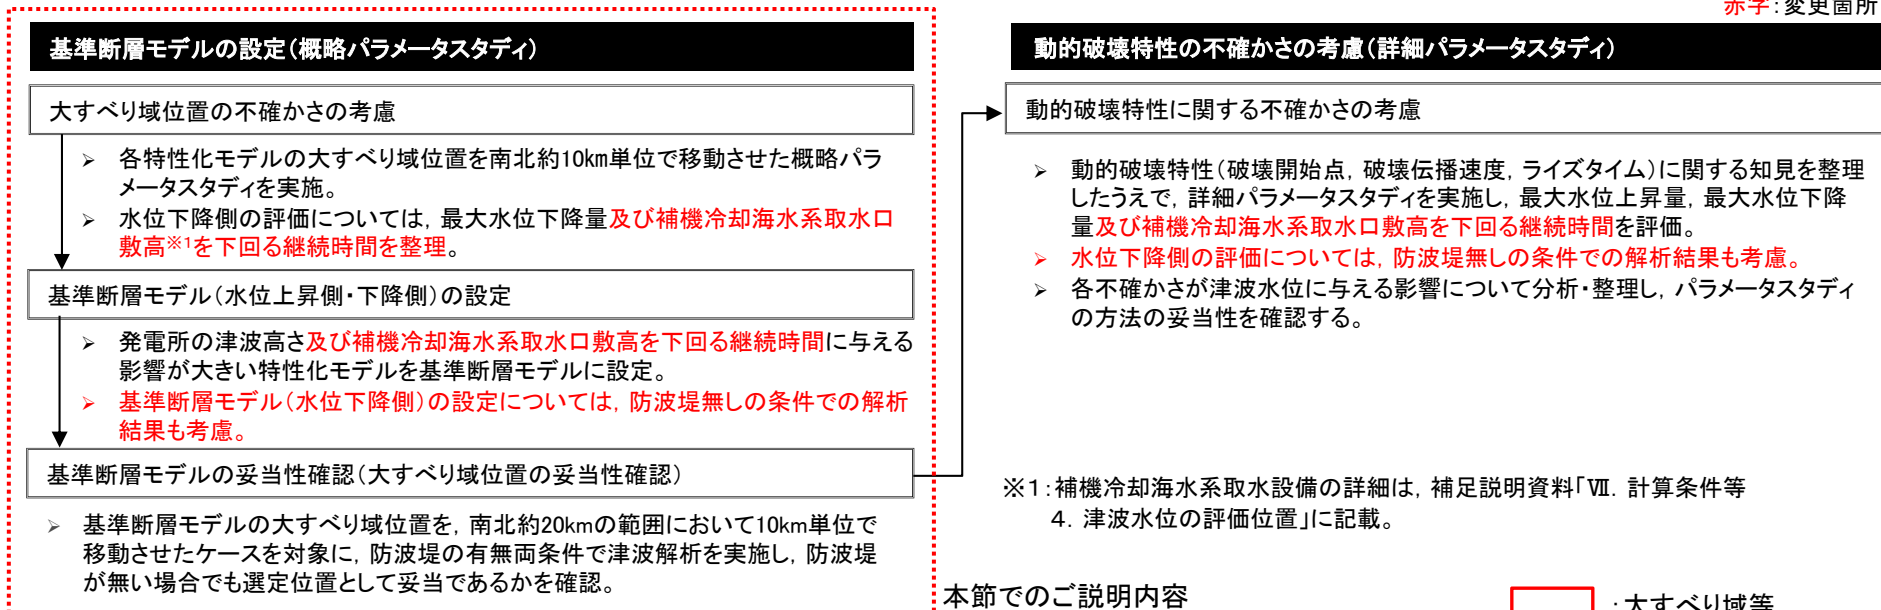 赤字：変更箇所
基準断層モデルの設定（概略パラメータスタディ）
大すべり域位置の不確かさの考慮
➢ 各特性化モデルの大すべり域位置を南北約10km単位で移動させた概略パラ
メータスタディを実施。
➢ 水位下降側の評価については，最大水位下降量及び補機冷却海水系取水口
敷高※1を下回る継続時間を整理。
基準断層モデル（水位上昇側・下降側）の設定
➢ 発電所の津波高さ及び補機冷却海水系取水口敷高を下回る継続時間に与える
影響が大きい特性化モデルを基準断層モデルに設定。
➢ 基準断層モデル（水位下降側）の設定については，防波堤無しの条件での解析
結果も考慮。
基準断層モデルの妥当性確認（大すべり域位置の妥当性確認）
➢ 基準断層モデルの大すべり域位置を，南北約20kmの範囲において10km単位で
移動させたケースを対象に，防波堤の有無両条件で津波解析を実施し，防波堤
が無い場合でも選定位置として妥当であるかを確認。
動的破壊特性の不確かさの考慮（詳細パラメータスタディ）
動的破壊特性に関する不確かさの考慮
➢ 動的破壊特性（破壊開始点，破壊伝播速度，ライズタイム）に関する知見を整理
したうえで，詳細パラメータスタディを実施し，最大水位上昇量，最大水位下降
量及び補機冷却海水系取水口敷高を下回る継続時間を評価。
➢ 水位下降側の評価については，防波堤無しの条件での解析結果も考慮。
➢ 各不確かさが津波水位に与える影響について分析・整理し，パラメータスタディ
の方法の妥当性を確認する。
※１：補機冷却海水系取水設備の詳細は，補足説明資料「Ⅶ．計算条件等
４．津波水位の評価位置」に記載。
本節でのご説明内容
：大すべり域等